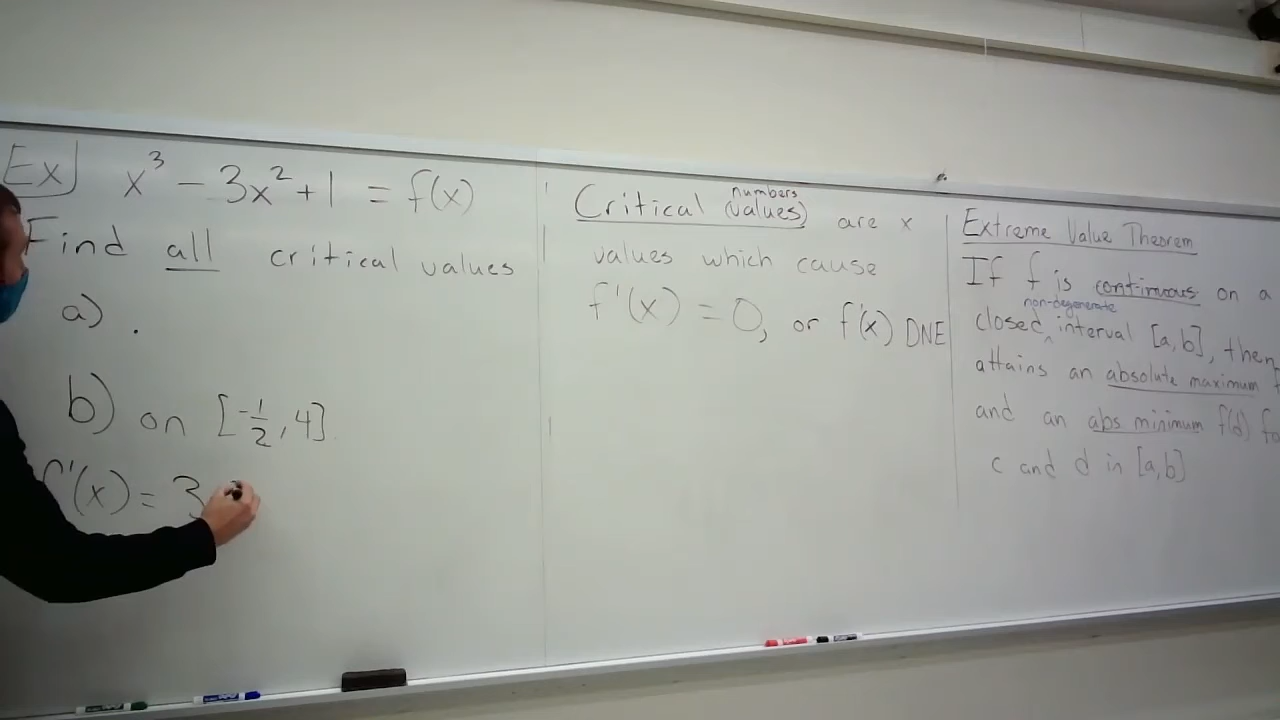 Ex x³ - 3x² + 1 = f(x)
Find all critical values
a) .
b) on [-1/2, 4]
f'(x) = 3
Critical (values) are x
numbers
values which cause
f'(x) = 0, or f'(x) DNE
Extreme Value Theorem
If f is continuous on a
non-degenerate
closed ^ interval [a,b], then
attains an absolute maximum
and an abs minimum f(d) fo
c and d in [a,b]